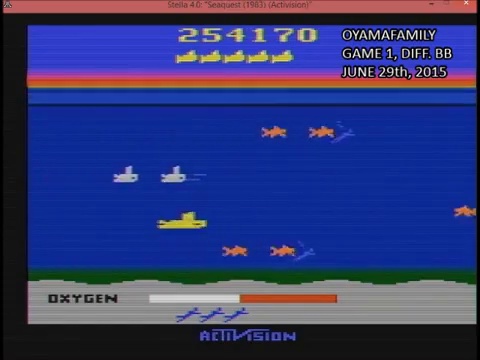 Stella 4.0: "Seaquest (1983) (Activision)"
254170
OYAMAFAMILY
GAME 1, DIFF. BB
JUNE 29th, 2015
OXYGEN
ACTIVISION